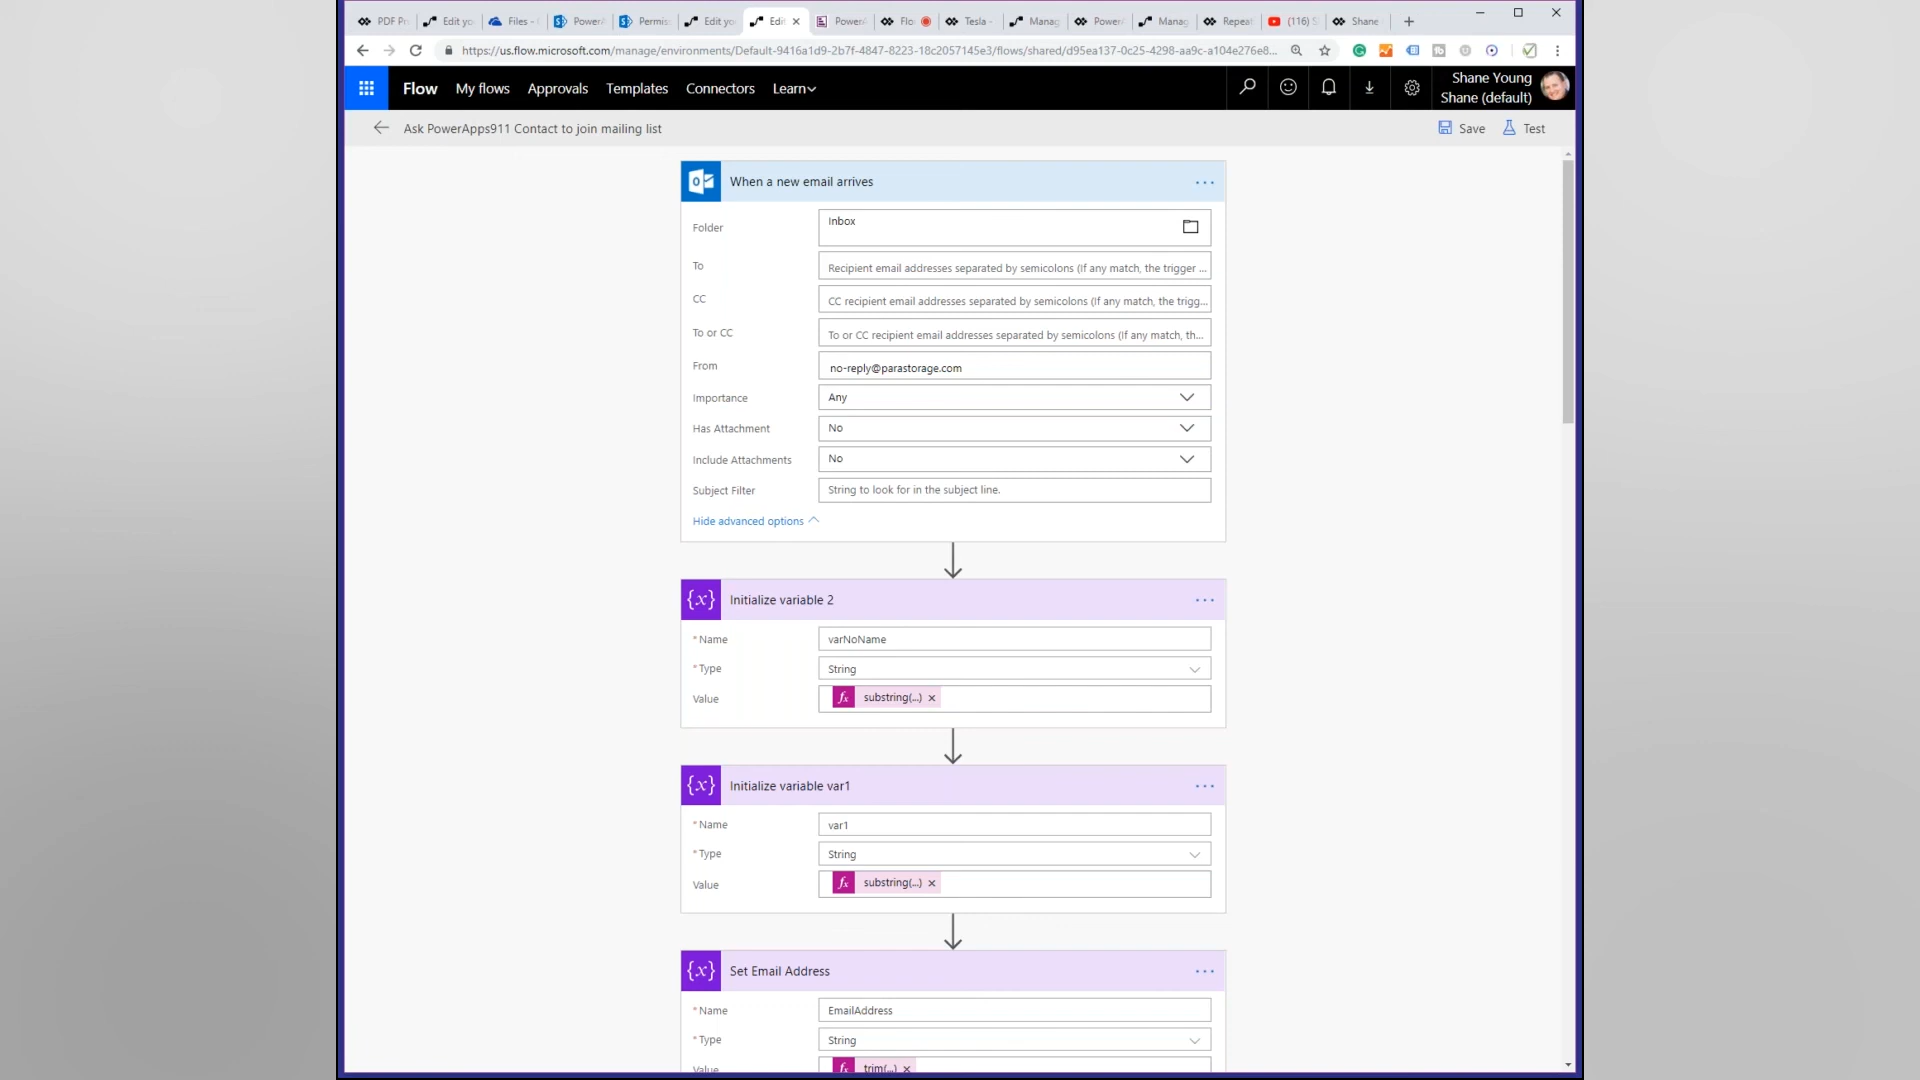 PDF Pr
Edit yo
Files -
Power
Permis
Edit yo
Edit
Power
Flo
Tesla -
Manag
Power
Manag
Repeat
(116) S
Shane
https://us.flow.microsoft.com/manage/environments/Default-9416a1d9-2b7f-4847-8223-18c2057145e3/flows/shared/d95ea137-0c25-4298-aa9c-a104e276e8...
Flow My flows Approvals Templates Connectors Learn
Shane Young
Shane (default)
Ask PowerApps911 Contact to join mailing list
Save Test
When a new email arrives
Folder Inbox
To Recipient email addresses separated by semicolons (If any match, the trigger ...
CC CC recipient email addresses separated by semicolons (If any match, the trigg...
To or CC To or CC recipient email addresses separated by semicolons (If any match, th...
From no-reply@parastorage.com
Importance Any
Has Attachment No
Include Attachments No
Subject Filter String to look for in the subject line.
Hide advanced options
{x} Initialize variable 2
* Name varNoName
* Type String
Value fx substring(...) ×
{x} Initialize variable var1
* Name var1
* Type String
Value fx substring(...) ×
{x} Set Email Address
* Name EmailAddress
* Type String
Value fx trim(...) ×